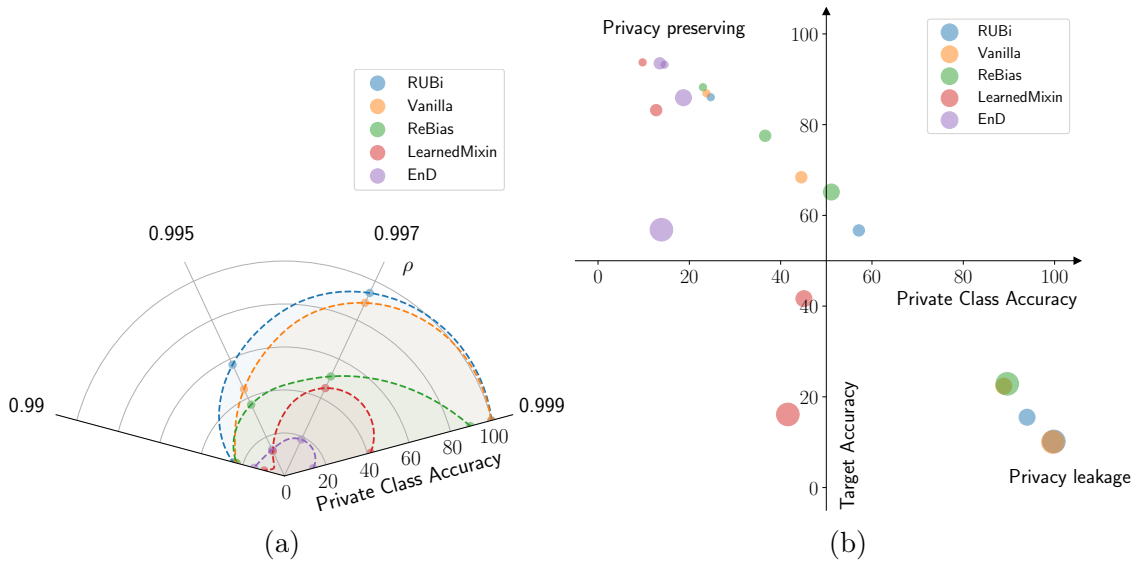 RUBi
Vanilla
ReBias
LearnedMixin
EnD
0.995
0.997
ρ
0.99
0.999
0
20
40
60
80
100
Private Class Accuracy
(a)
Privacy preserving
RUBi
Vanilla
ReBias
LearnedMixin
EnD
100
80
60
40
20
0
0
20
40
60
80
100
Private Class Accuracy
Target Accuracy
Privacy leakage
(b)